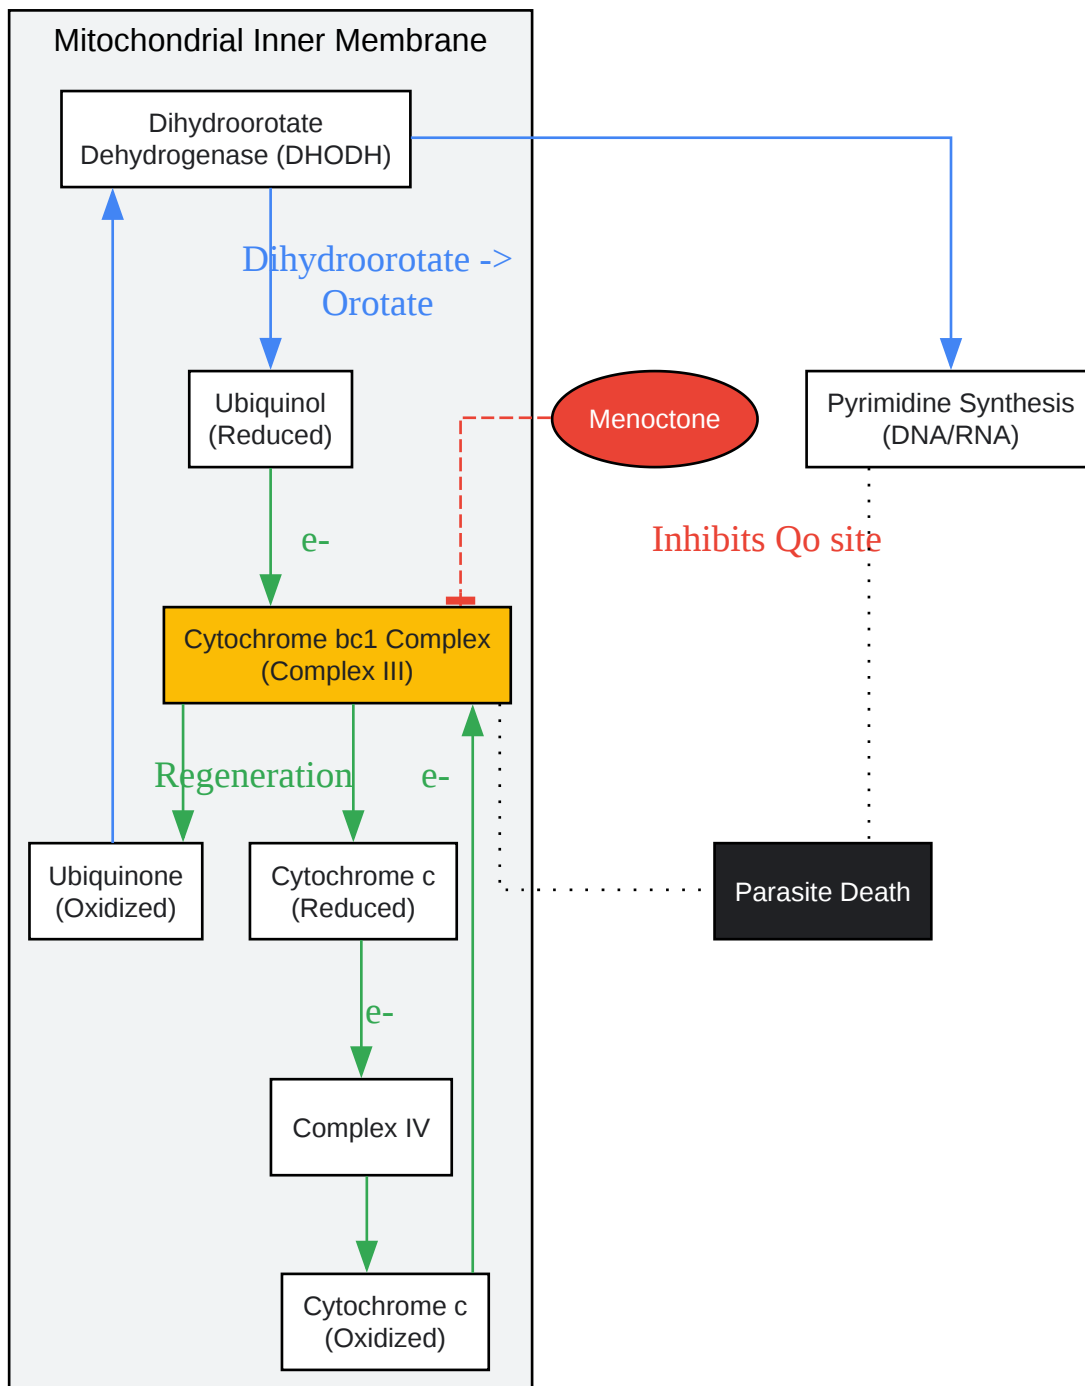 Mitochondrial Inner Membrane
Dihydroorotate
Dehydrogenase (DHODH)
Dihydroorotate ->
Orotate
Ubiquinol
(Reduced)
Menoctone
Pyrimidine Synthesis
(DNA/RNA)
e-
Inhibits Qo site
Cytochrome bc1 Complex
(Complex III)
Regeneration
e-
Ubiquinone
(Oxidized)
Cytochrome c
(Reduced)
Parasite Death
e-
Complex IV
Cytochrome c
(Oxidized)